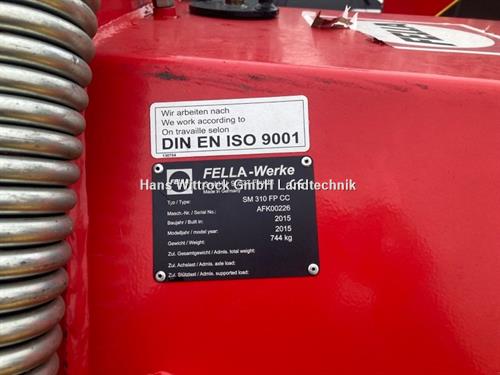 FELLA
Wir arbeiten nach
We work according to
On travaille selon
DIN EN ISO 9001
130754
FELLA-Werke
Hans Wittrock GmbH Landtechnik
Made in Germany
Typ / Type: SM 310 FP CC
Masch.-Nr. / Serial No.: AFK00226
Baujahr / Built in: 2015
Modelljahr / model year: 2015
Gewicht / Weight: 744 kg
Zul. Gesamtgewicht / Admis. total weight:
Zul. Achslast / Admis. axle load:
Zul. Stützlast / Admis. supported load: